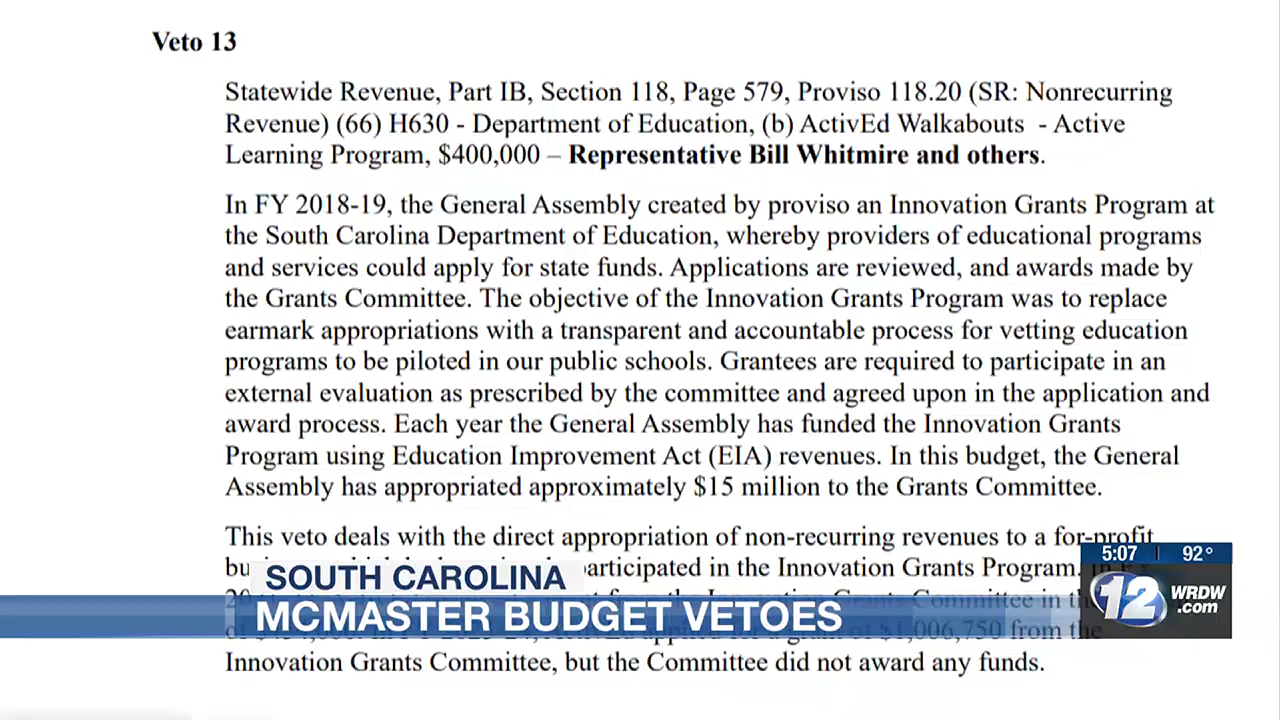 Veto 13
Statewide Revenue, Part IB, Section 118, Page 579, Proviso 118.20 (SR: Nonrecurring
Revenue) (66) H630 - Department of Education, (b) ActivEd Walkabouts - Active
Learning Program, $400,000 – Representative Bill Whitmire and others.
In FY 2018-19, the General Assembly created by proviso an Innovation Grants Program at
the South Carolina Department of Education, whereby providers of educational programs
and services could apply for state funds. Applications are reviewed, and awards made by
the Grants Committee. The objective of the Innovation Grants Program was to replace
earmark appropriations with a transparent and accountable process for vetting education
programs to be piloted in our public schools. Grantees are required to participate in an
external evaluation as prescribed by the committee and agreed upon in the application and
award process. Each year the General Assembly has funded the Innovation Grants
Program using Education Improvement Act (EIA) revenues. In this budget, the General
Assembly has appropriated approximately $15 million to the Grants Committee.
This veto deals with the direct appropriation of non-recurring revenues to a for-profit
participated in the Innovation Grants Program.
Innovation Grants Committee in the
$1,006,750 from the
Innovation Grants Committee, but the Committee did not award any funds.
SOUTH CAROLINA
MCMASTER BUDGET VETOES
5:07 92°
12 WRDW
.com